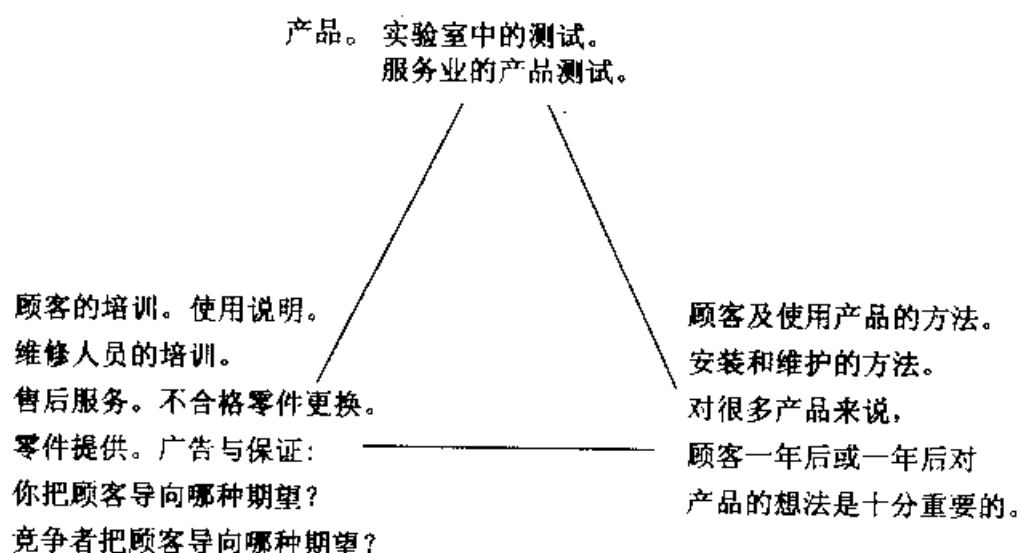 产品。 实验室中的测试。
服务业的产品测试。
顾客的培训。使用说明。
维修人员的培训。
售后服务。不合格零件更换。
零件提供。广告与保证：
你把顾客导向哪种期望？
竞争者把顾客导向哪种期望？
顾客及使用产品的方法。
安装和维护的方法。
对很多产品来说，
顾客一年后或一年后对
产品的想法是十分重要的。